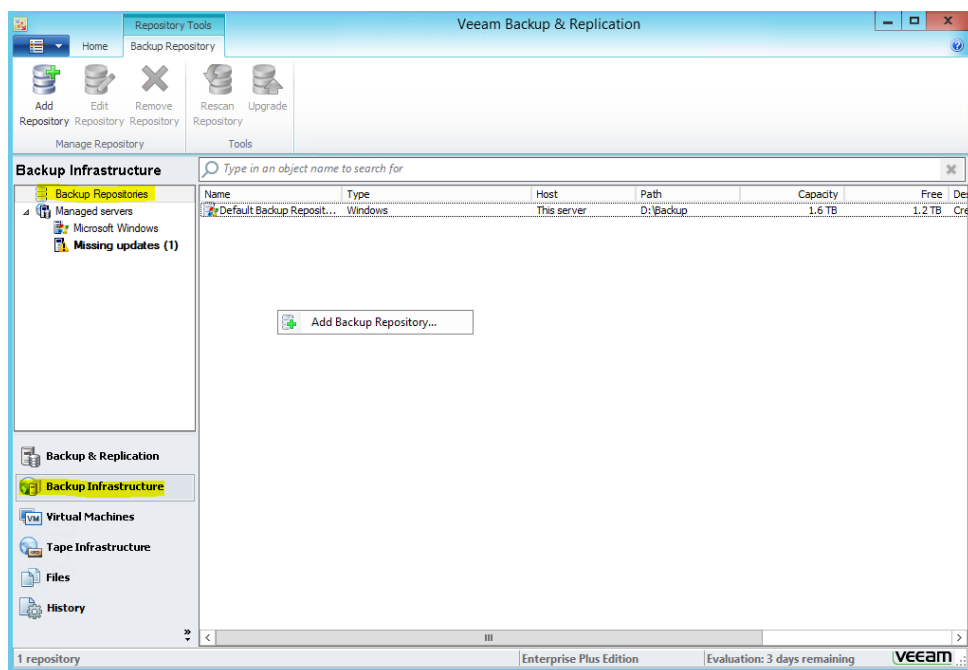 Repository Tools
Veeam Backup & Replication
Home
Backup Repository
Add Repository
Edit Repository
Remove Repository
Rescan Repository
Upgrade
Manage Repository
Tools
Backup Infrastructure
Type in an object name to search for
Backup Repositories
Managed servers
Microsoft Windows
Missing updates (1)
Name Type Host Path Capacity Free Des
Default Backup Reposit... Windows This server D:\Backup 1.6 TB 1.2 TB Cre
Add Backup Repository...
Backup & Replication
Backup Infrastructure
Virtual Machines
Tape Infrastructure
Files
History
1 repository
Enterprise Plus Edition
Evaluation: 3 days remaining
veeam